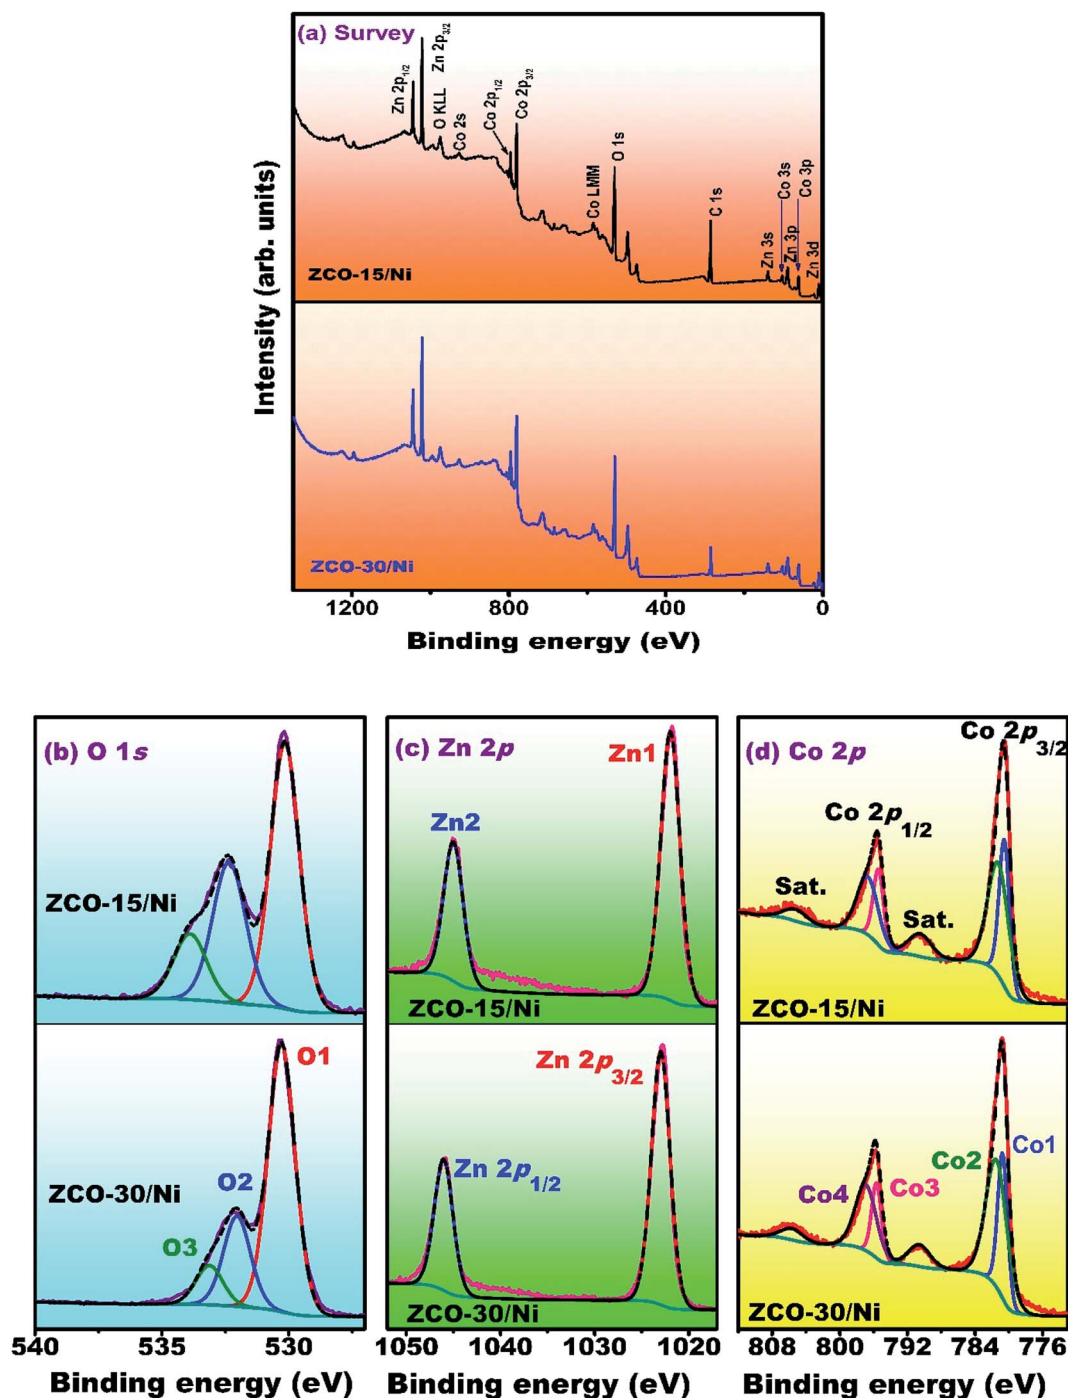 (a) Survey
Zn 2p1/2
Zn 2p3/2
O KLL
Co 2s
Co 2p1/2
Co 2p3/2
Co LMM
O 1s
C 1s
Zn 3s
Co 3s
Zn 3p
Co 3p
Zn 3d
ZCO-15/Ni
ZCO-30/Ni
Intensity (arb. units)
1200 800 400 0
Binding energy (eV)
(b) O 1s
ZCO-15/Ni
O1
O2
ZCO-30/Ni
O3
540 535 530
Binding energy (eV)
(c) Zn 2p
Zn1
Zn2
ZCO-15/Ni
Zn 2p3/2
Zn 2p1/2
ZCO-30/Ni
1050 1040 1030 1020
Binding energy (eV)
Co 2p3/2
(d) Co 2p
Co 2p1/2
Sat.
Sat.
ZCO-15/Ni
Co2
Co1
Co4
Co3
ZCO-30/Ni
808 800 792 784 776
Binding energy (eV)